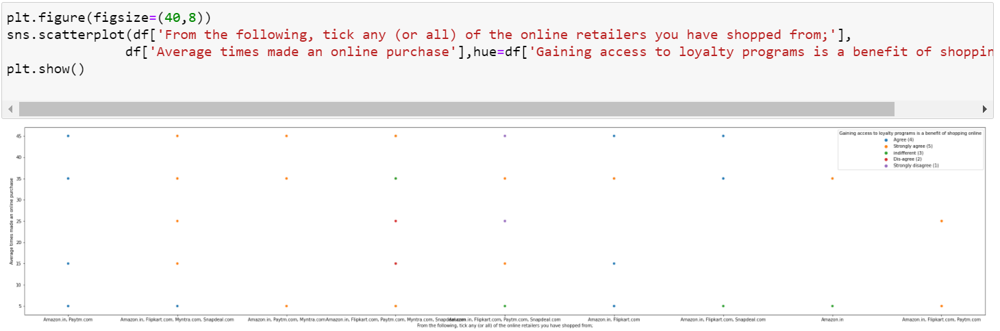 plt.figure(figsize=(40,8))
sns.scatterplot(df['From the following, tick any (or all) of the online retailers you have shopped from;'],
df['Average times made an online purchase'],hue=df['Gaining access to loyalty programs is a benefit of shoppin
plt.show()
Gaining access to loyalty programs is a benefit of shopping online
Agree (4)
Strongly agree (5)
indifferent (3)
Dis-agree (2)
Strongly disagree (1)
Average times made an online purchase
45
40
35
30
25
20
15
10
5
Amazon.in, Paytm.com
Amazon.in, Flipkart.com, Myntra.com, Snapdeal.com
Amazon.in, Paytm.com, Myntra.com
Amazon.in, Flipkart.com, Paytm.com, Myntra.com, Snapdeal.com
Amazon.in, Flipkart.com, Paytm.com, Snapdeal.com
Amazon.in, Flipkart.com
Amazon.in, Flipkart.com, Snapdeal.com
Amazon.in
Amazon.in, Flipkart.com, Paytm.com
From the following, tick any (or all) of the online retailers you have shopped from;